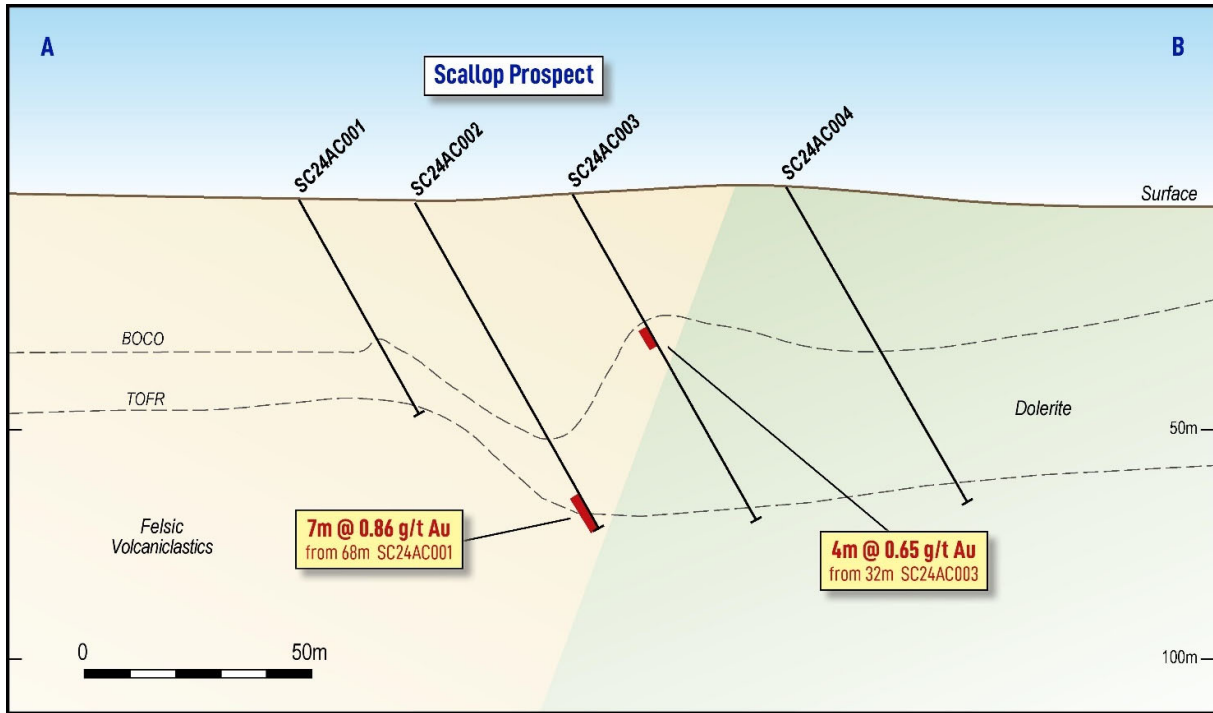 A
B
Scallop Prospect
SC24AC001
SC24AC002
SC24AC003
SC24AC004
Surface
BOCO
TOFR
Dolerite
50m
Felsic
Volcaniclastics
7m @ 0.86 g/t Au
from 68m SC24AC001
4m @ 0.65 g/t Au
from 32m SC24AC003
0
50m
100m